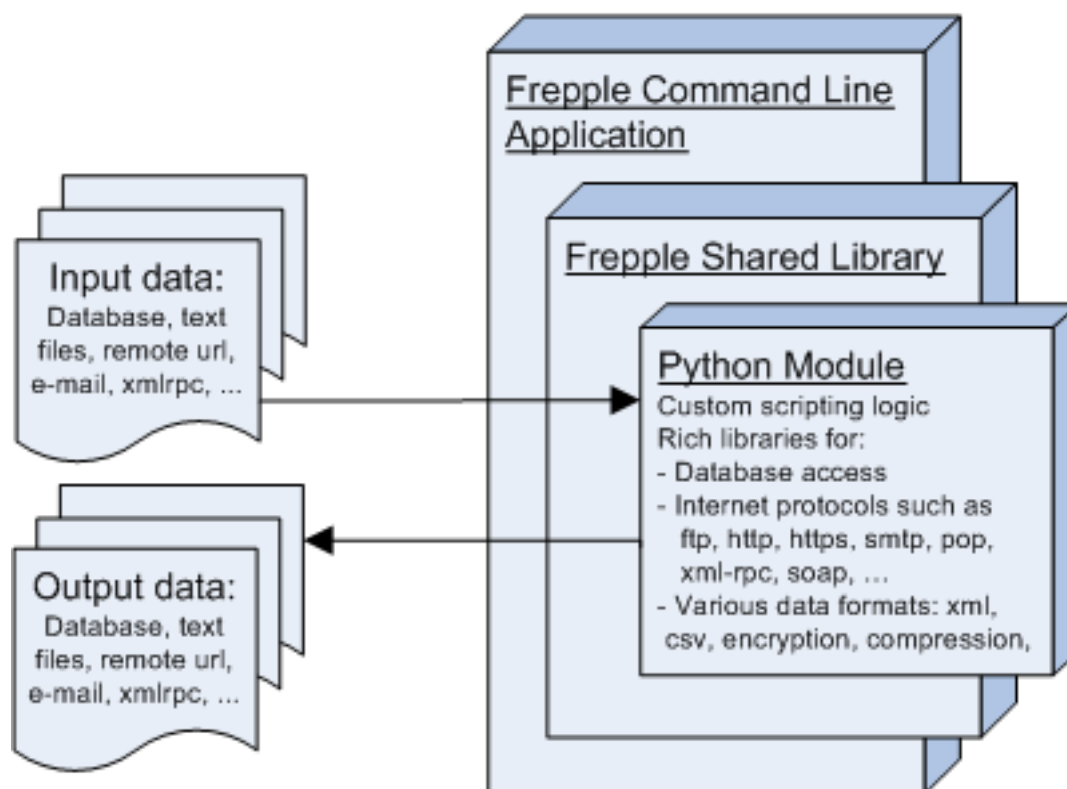 Frepple Command Line
Application
Frepple Shared Library
Input data:
Database, text
files, remote url,
e-mail, xmlrpc, ...
Python Module
Custom scripting logic
Rich libraries for:
- Database access
- Internet protocols such as
ftp, http, https, smtp, pop,
xml-rpc, soap, ...
- Various data formats: xml,
csv, encryption, compression,
Output data:
Database, text
files, remote url,
e-mail, xmlrpc, ...